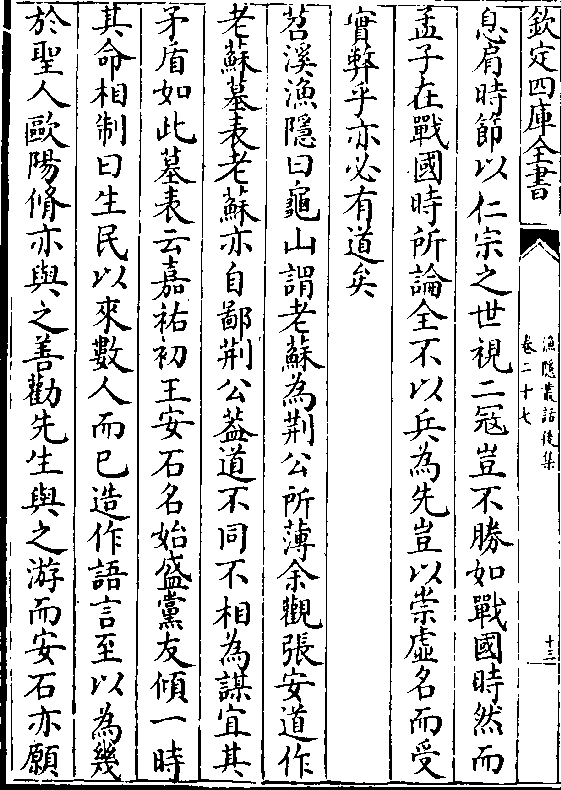 欽定四庫全書
漁隱叢話後集
卷二十七
十三
息肩時節以仁宗之世視二寇豈不勝如戰國時然而
孟子在戰國時所論全不以兵為先豈以崇虛名而受
實弊乎亦必有道矣
苕溪漁隱曰龜山謂老蘇為荆公所薄余觀張安道作
老蘇墓表老蘇亦自鄙荆公葢道不同不相為謀宜其
矛盾如此墓表云嘉祐初王安石名始盛黨友傾一時
其命相制曰生民以來數人而已造作語言至以為幾
於聖人歐陽脩亦與之善勸先生與之游而安石亦願